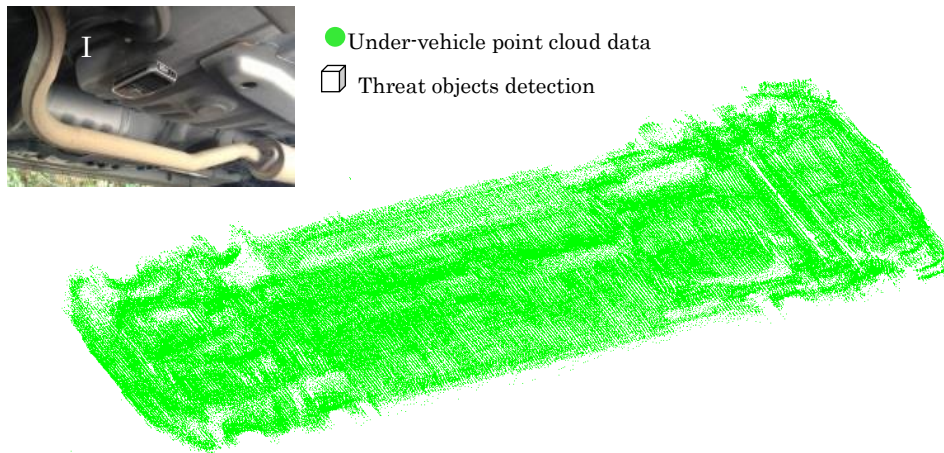 I
Under-vehicle point cloud data
Threat objects detection